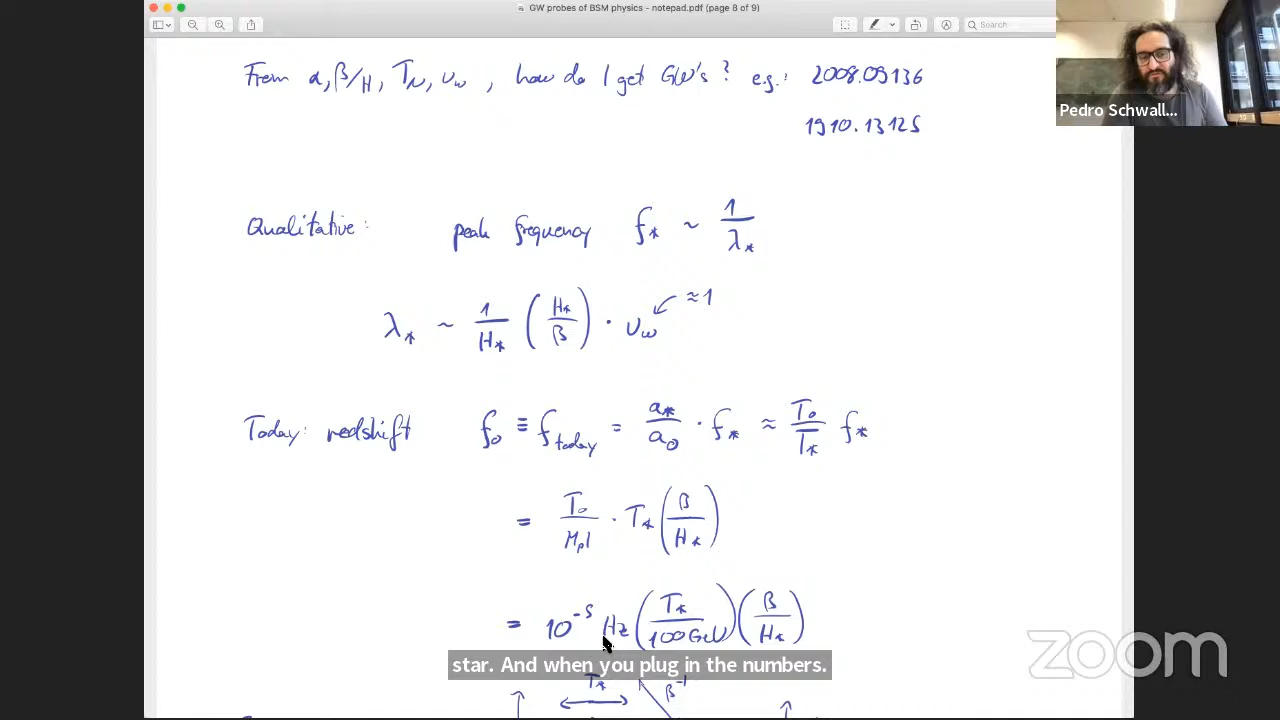 GW probes of BSM physics - notepad.pdf (page 8 of 9)
Search
Pedro Schwall...
From α, β/H, T_N, v_w, how do I get GW's? e.g.: 2008.09136
1910.13125
Qualitative: peak frequency f_* ~ 1/λ_*
λ_* ~ 1/H_* (H_*/β) · v_w ≈1
Today: redshift f_0 ≡ f_today = a_*/a_0 · f_* ≈ T_0/T_* f_*
= T_0/M_pl · T_* (β/H_*)
= 10^-5 Hz (T_*/100 GeV) (β/H_*)
star. And when you plug in the numbers.
T_* β^-1
zoom